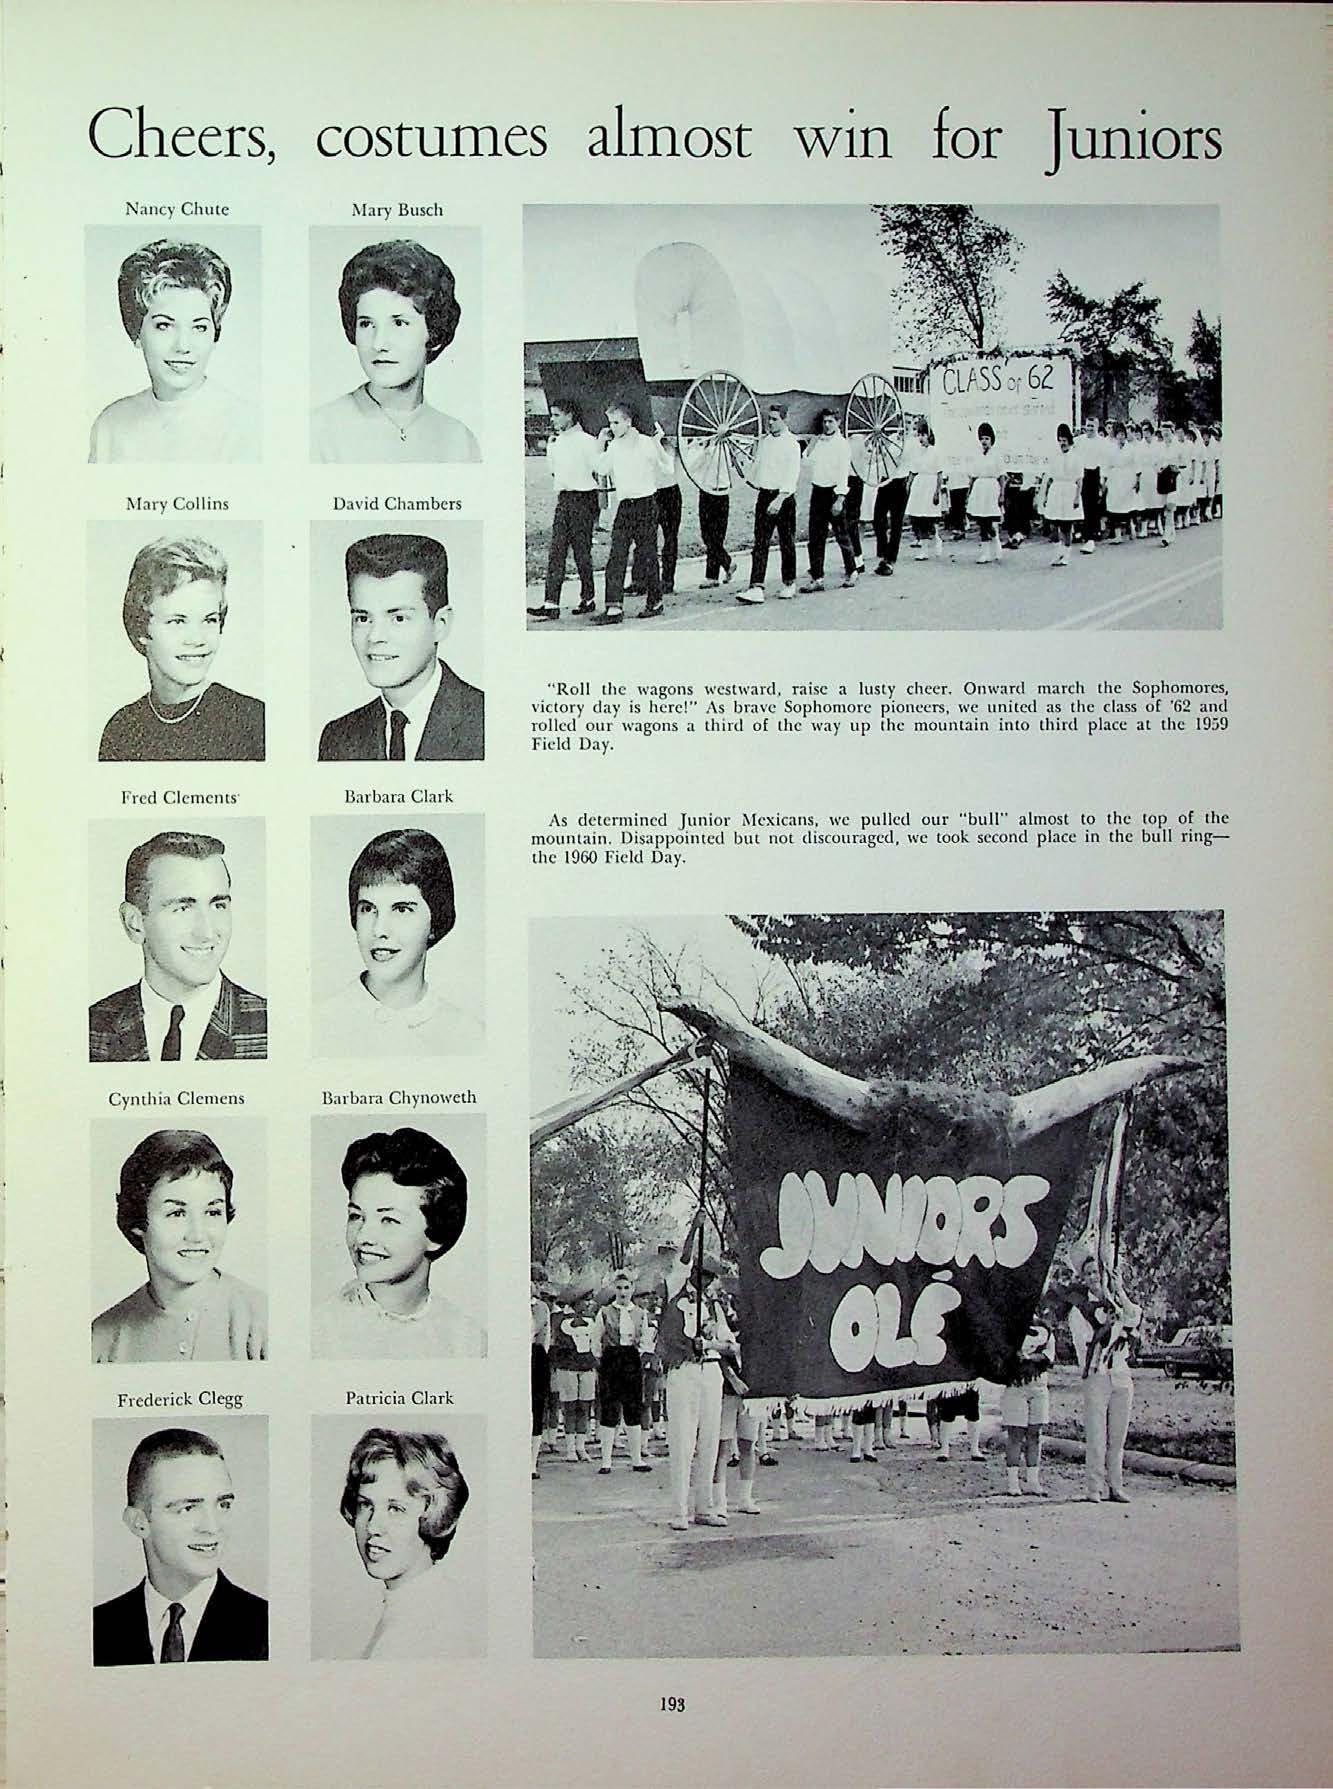 Cheers, costumes almost win for Juniors
Nancy Chute
Mary Busch
Mary Collins
David Chambers
Fred Clements
Barbara Clark
Cynthia Clemens
Barbara Chynoweth
Frederick Clegg
Patricia Clark
CLASS OF 62
"Roll the wagons westward, raise a lusty cheer. Onward march the Sophomores,
victory day is here!" As brave Sophomore pioneers, we united as the class of '62 and
rolled our wagons a third of the way up the mountain into third place at the 1959
Field Day.
As determined Junior Mexicans, we pulled our "bull" almost to the top of the
mountain. Disappointed but not discouraged, we took second place in the bull ring—
the 1960 Field Day.
JUNIORS
OLÉ
193